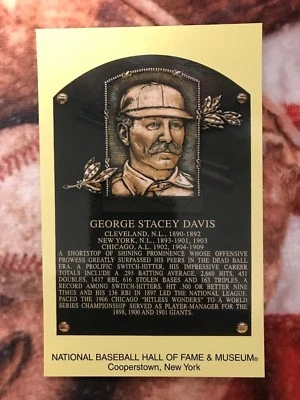 GEORGE STACEY DAVIS
CLEVELAND, N.L., 1890-1892
NEW YORK, N.L., 1893-1901, 1903
CHICAGO, A.L. 1902, 1904-1909
A SHORTSTOP OF SHINING PROMINENCE WHOSE OFFENSIVE
PROWESS GREATLY SURPASSED HIS PEERS IN THE DEAD BALL
ERA. A PROLIFIC SWITCH-HITTER, HIS IMPRESSIVE CAREER
TOTALS INCLUDE A .295 BATTING AVERAGE, 2,660 HITS, 451
DOUBLES, 1437 RBI, 616 STOLEN BASES AND 163 TRIPLES, A
RECORD AMONG SWITCH-HITTERS. HIT .300 OR BETTER NINE
TIMES AND HIS 136 RBI IN 1897 LED THE NATIONAL LEAGUE.
PACED THE 1906 CHICAGO "HITLESS WONDERS" TO A WORLD
SERIES CHAMPIONSHIP. SERVED AS PLAYER-MANAGER FOR THE
1895, 1900 AND 1901 GIANTS.
NATIONAL BASEBALL HALL OF FAME & MUSEUM®
Cooperstown, New York